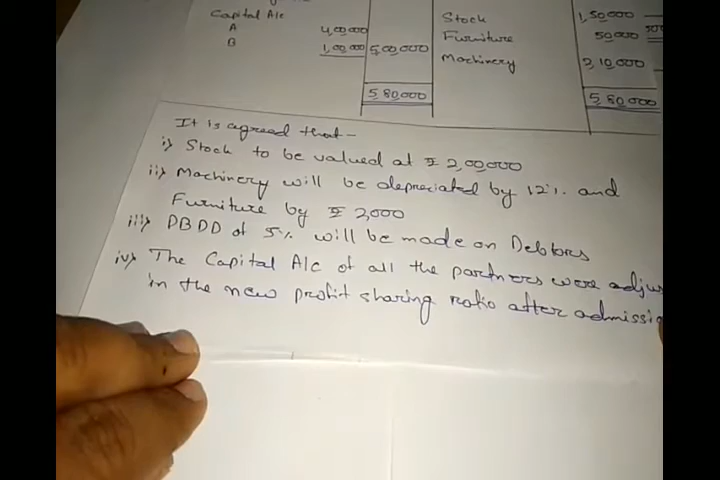 Capital A/c
A 4,00,000
B 1,00,000 5,00,000
5,80,000
Stock 1,50,000
Furniture 50,000
Machinery 2,10,000
5,80,000
It is agreed that –
i) Stock to be valued at ₹ 2,00,000
ii) Machinery will be depreciated by 12%. and
Furniture by ₹ 2,000
iii) PBDD of 5% will be made on Debtors
iv) The Capital A/c of all the partners were adjus
in the new profit sharing ratio after admissi